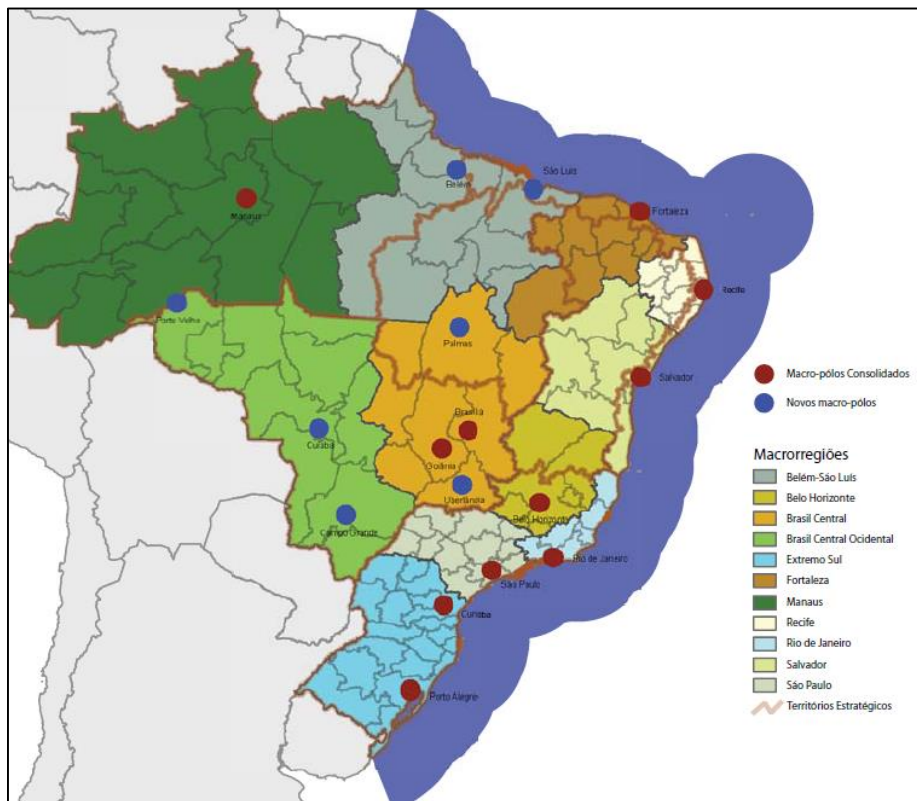 Belém
São Luís
Manaus
Fortaleza
Recife
Porto Velho
Palmas
Salvador
Macro-pólos Consolidados
Novos macro-pólos
Brasília
Cuiabá
Goiânia
Macrorregiões
Belém-São Luís
Uberlândia
Belo Horizonte
Belo Horizonte
Campo Grande
Brasil Central
Brasil Central Ocidental
Rio de Janeiro
Extremo Sul
São Paulo
Fortaleza
Curitiba
Manaus
Recife
Rio de Janeiro
Salvador
São Paulo
Porto Alegre
Territórios Estratégicos